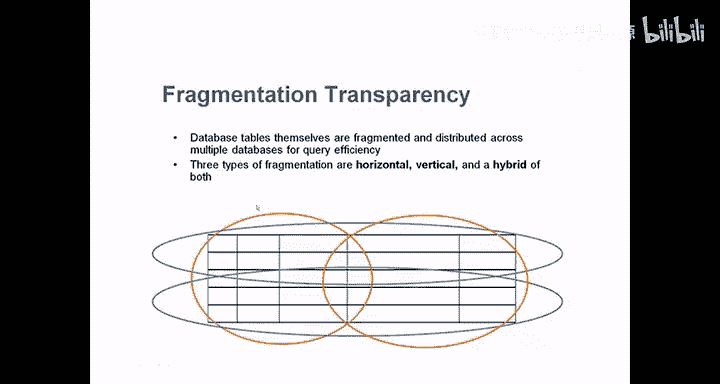 bilibili
Fragmentation Transparency
• Database tables themselves are fragmented and distributed across
multiple databases for query efficiency
• Three types of fragmentation are horizontal, vertical, and a hybrid of
both